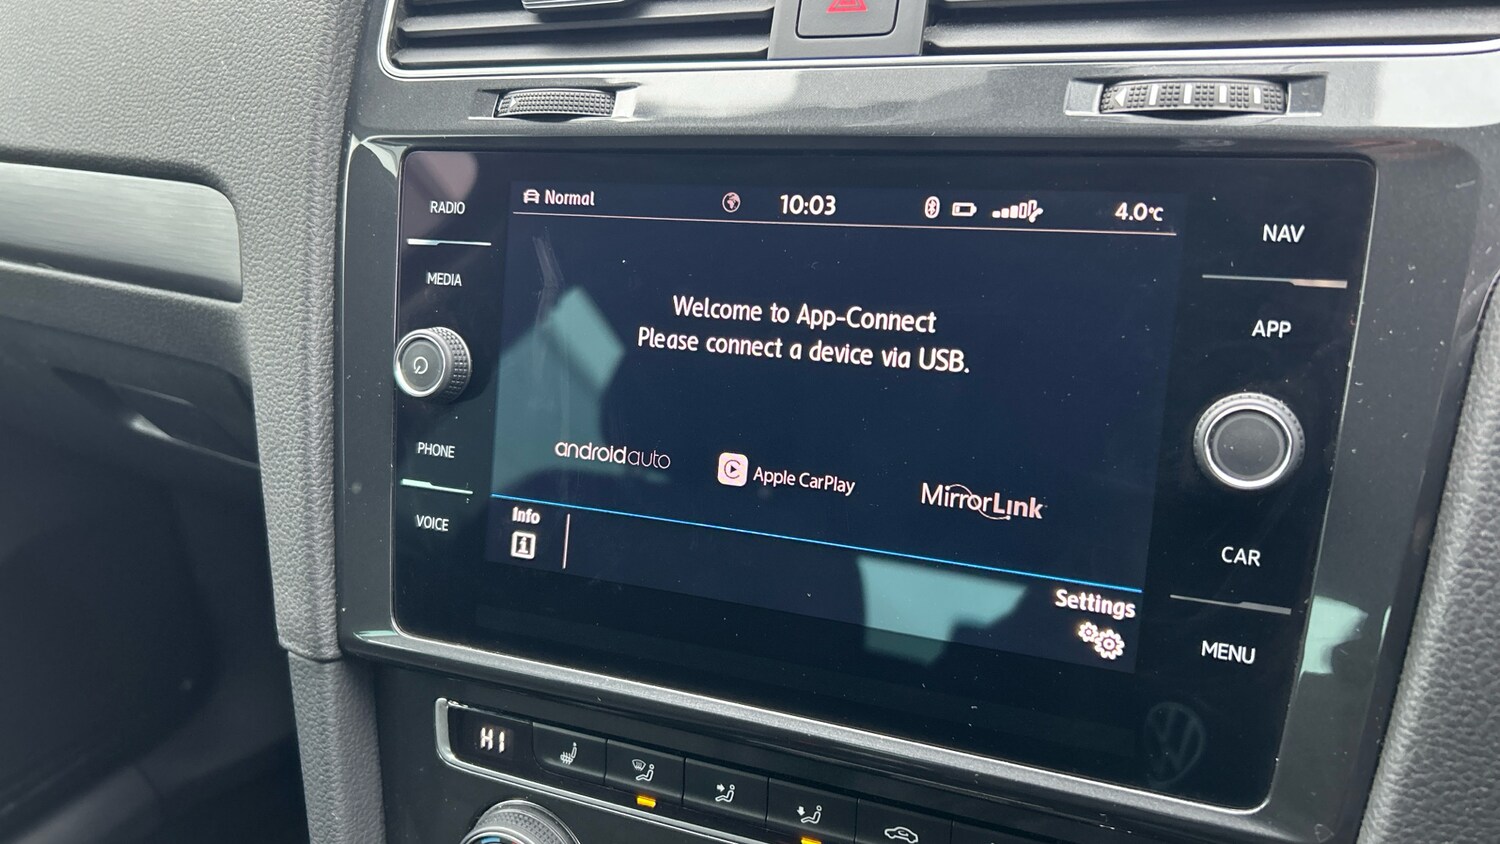 RADIO
MEDIA
PHONE
VOICE
Normal
10:03
4.0°C
Welcome to App-Connect
Please connect a device via USB.
androidauto
Apple CarPlay
MirrorLink
Info
Settings
NAV
APP
CAR
MENU
HI